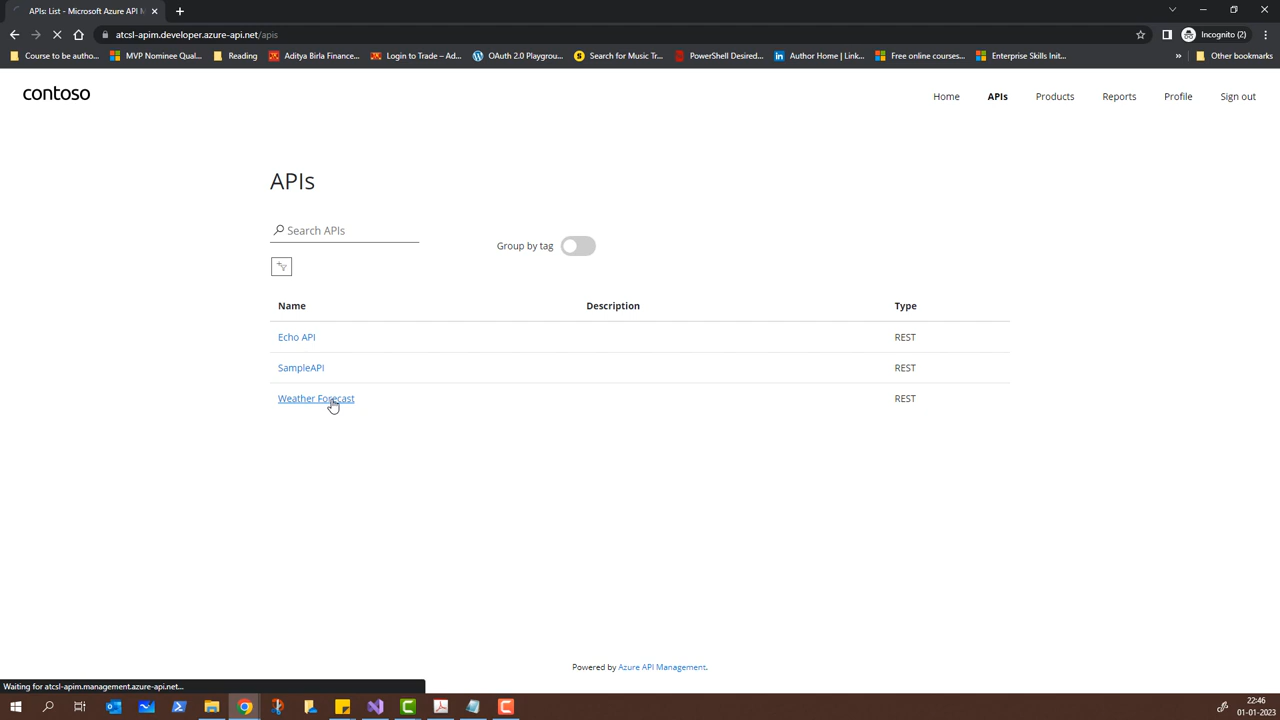 APIs: List - Microsoft Azure API M
atcsl-apim.developer.azure-api.net/apis
Incognito (2)
Course to be autho...
MVP Nominee Qual...
Reading
Aditya Birla Finance...
Login to Trade – Ad...
OAuth 2.0 Playgrou...
Search for Music Tr...
PowerShell Desired...
Author Home | Link...
Free online courses...
Enterprise Skills Init...
»
Other bookmarks
contoso
Home
APIs
Products
Reports
Profile
Sign out
APIs
Search APIs
Group by tag
Name
Description
Type
Echo API
REST
SampleAPI
REST
Weather Forecast
REST
Powered by Azure API Management.
Waiting for atcsl-apim.management.azure-api.net...
22:46
01-01-2023